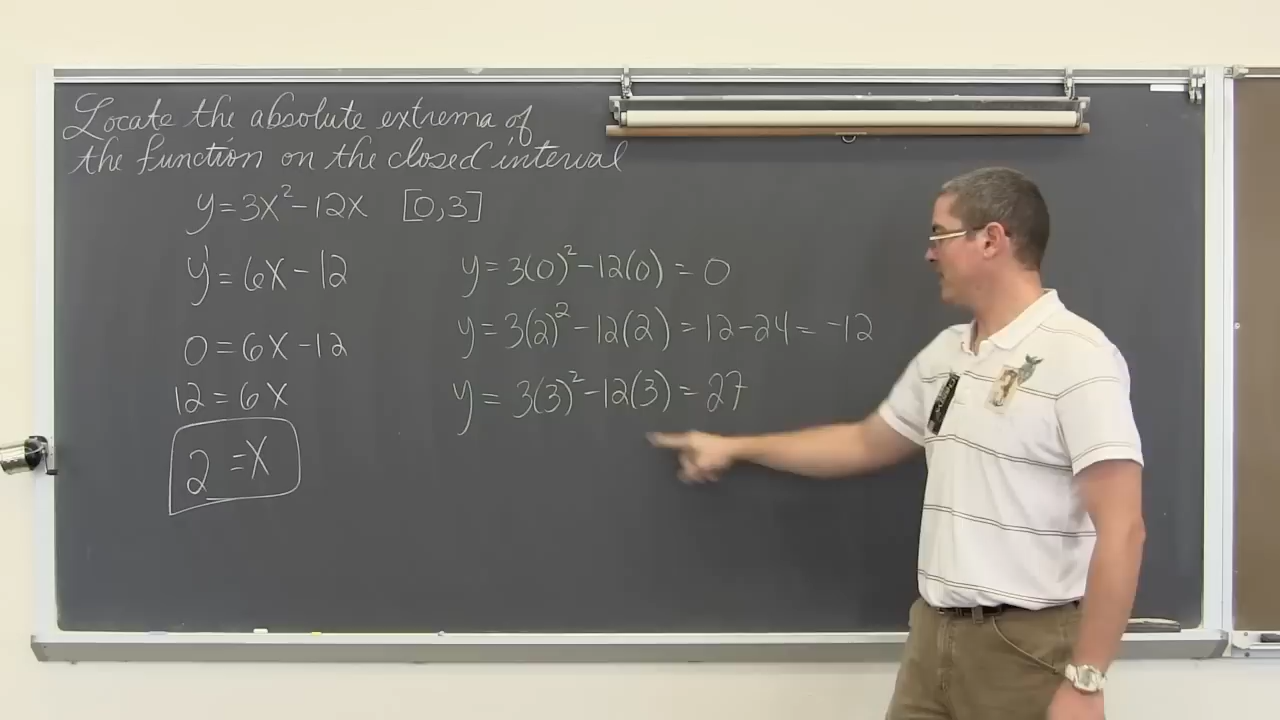 Locate the absolute extrema of
the function on the closed interval
y=3x²-12x [0,3]
y'=6x-12
0=6x-12
12=6x
2=x
y=3(0)²-12(0)=0
y=3(2)²-12(2)=12-24=-12
y=3(3)²-12(3)=27